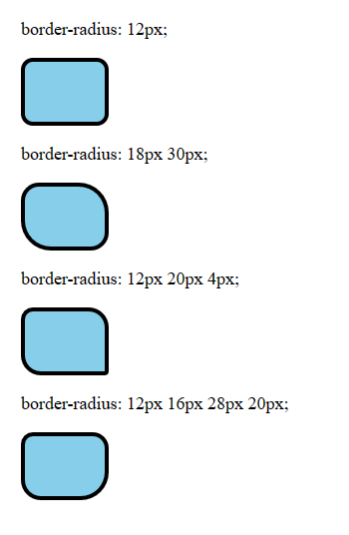 border-radius: 12px;
border-radius: 18px 30px;
border-radius: 12px 20px 4px;
border-radius: 12px 16px 28px 20px;